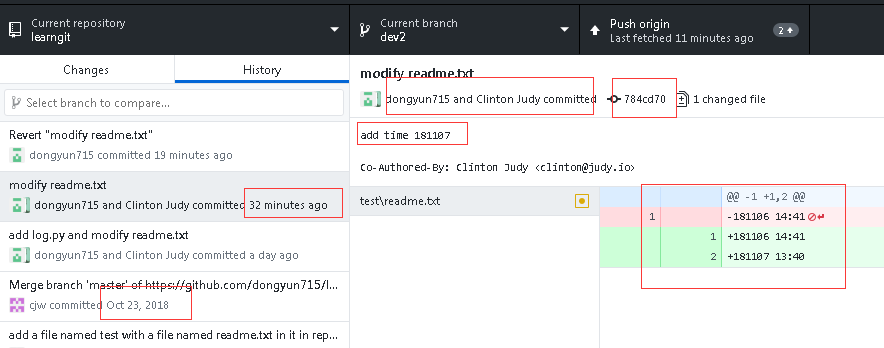 Current repository
learngit
Current branch
dev2
Push origin
Last fetched 11 minutes ago
2
Changes
History
Select branch to compare...
Revert "modify readme.txt"
dongyun715 committed 19 minutes ago
modify readme.txt
dongyun715 and Clinton Judy committed 32 minutes ago
add log.py and modify readme.txt
dongyun715 committed a day ago
Merge branch 'master' of https://github.com/dongyun715/l...
cjw committed Oct 23, 2018
add a file named test with a file named readme.txt in it in rep...
modify readme.txt
dongyun715 and Clinton Judy committed 784cd70 1 changed file
add time 181107
Co-Authored-By: Clinton Judy <clinton@judy.io>
test\readme.txt
@@ -1 +1,2 @@
1 -181106 14:41
1 +181106 14:41
2 +181107 13:40